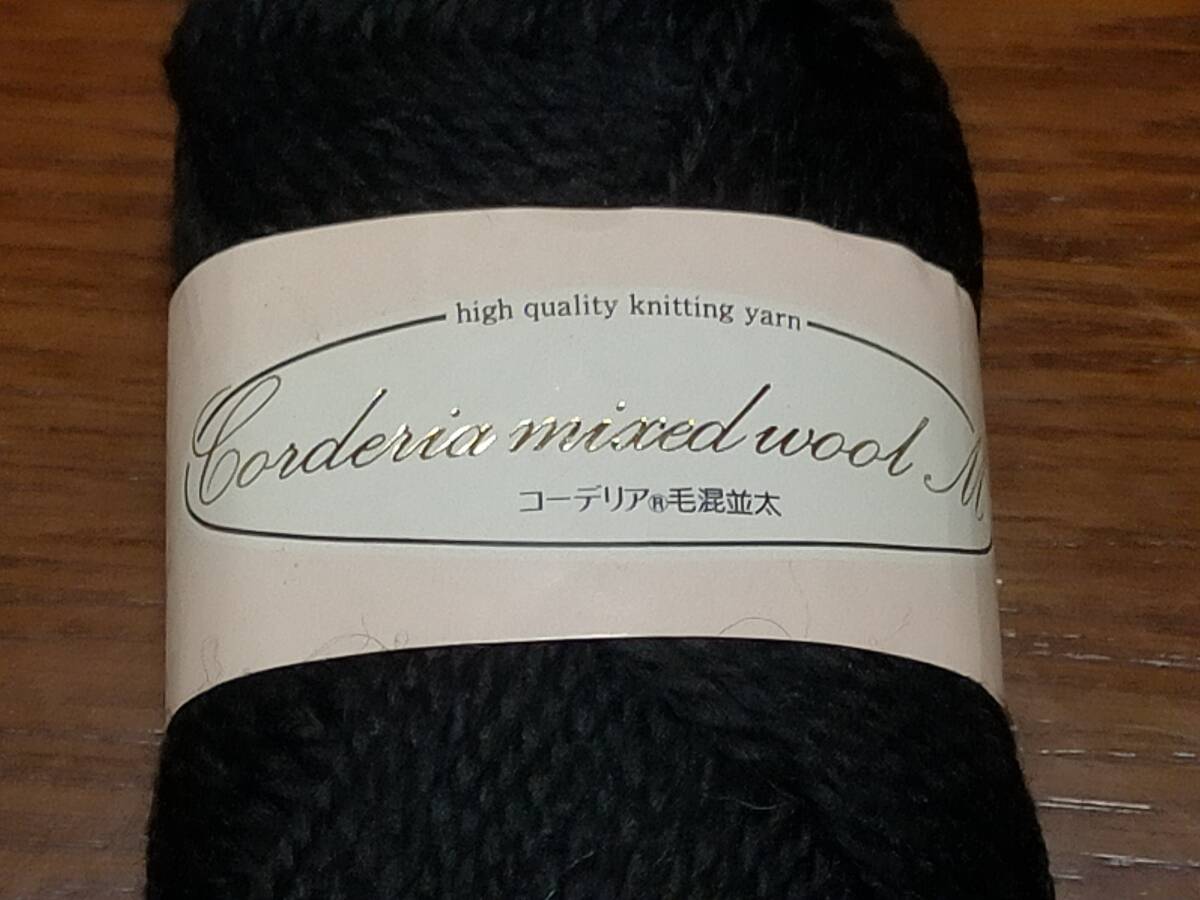 high quality knitting yarn
Corderia mixed wool M
コーデリア®毛混並太